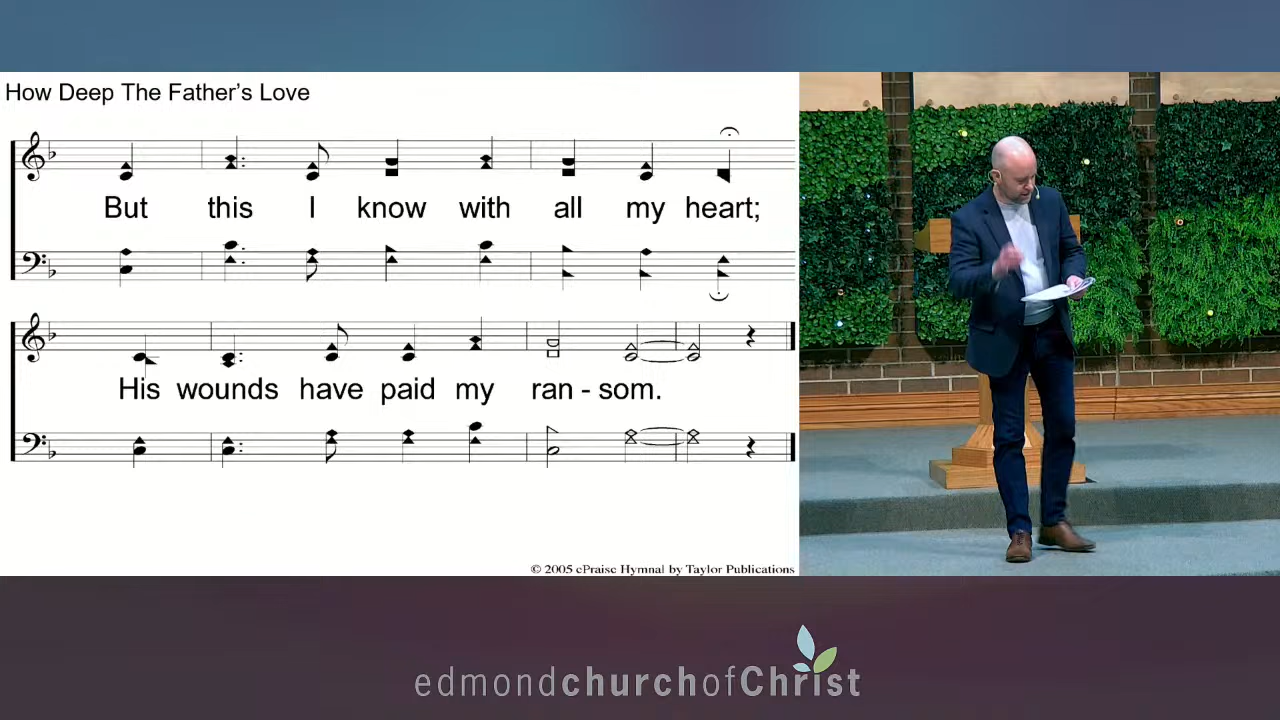 How Deep The Father's Love
But this I know with all my heart;
His wounds have paid my ran - som.
© 2005 ePraise Hymnal by Taylor Publications
edmondchurchofChrist